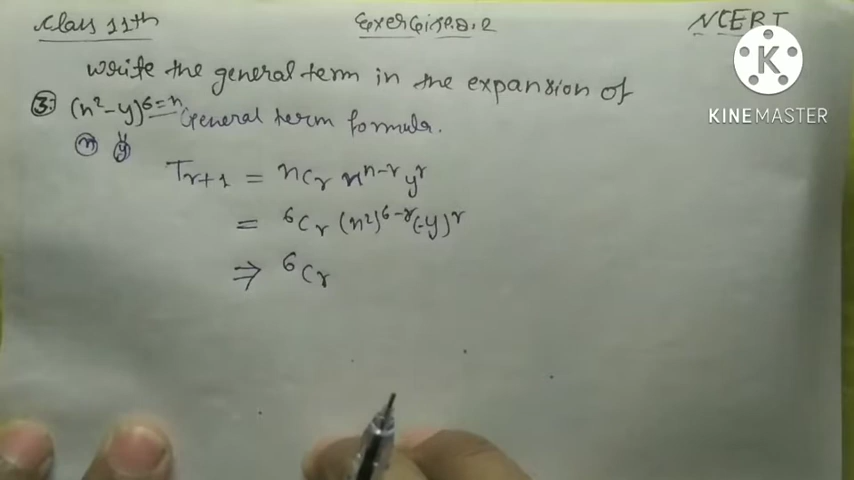 Class 11th Exercise 8.2 NCERT
K
KINEMASTER
Write the general term in the expansion of
3: (x² - y)⁶⁼ⁿ General term formula.
x y
Tr+1 = nCr xⁿ⁻ʳ yʳ
= ⁶Cr (x²)⁶⁻ʳ (-y)ʳ
⇒ ⁶Cr